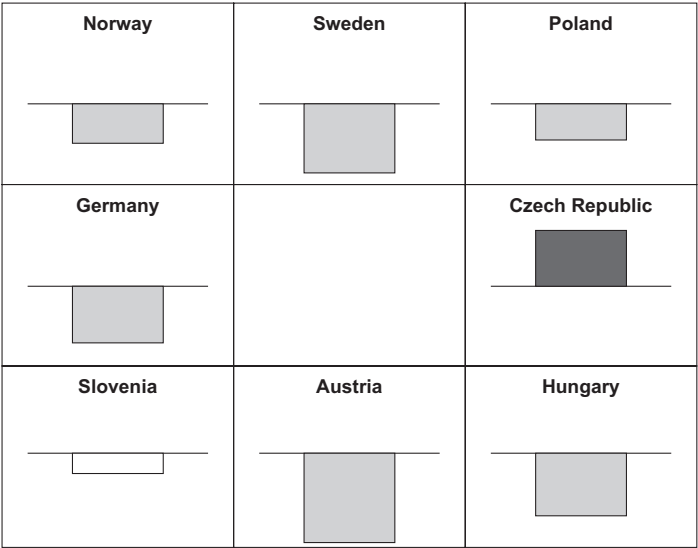 Norway
Sweden
Poland
Germany
Czech Republic
Slovenia
Austria
Hungary